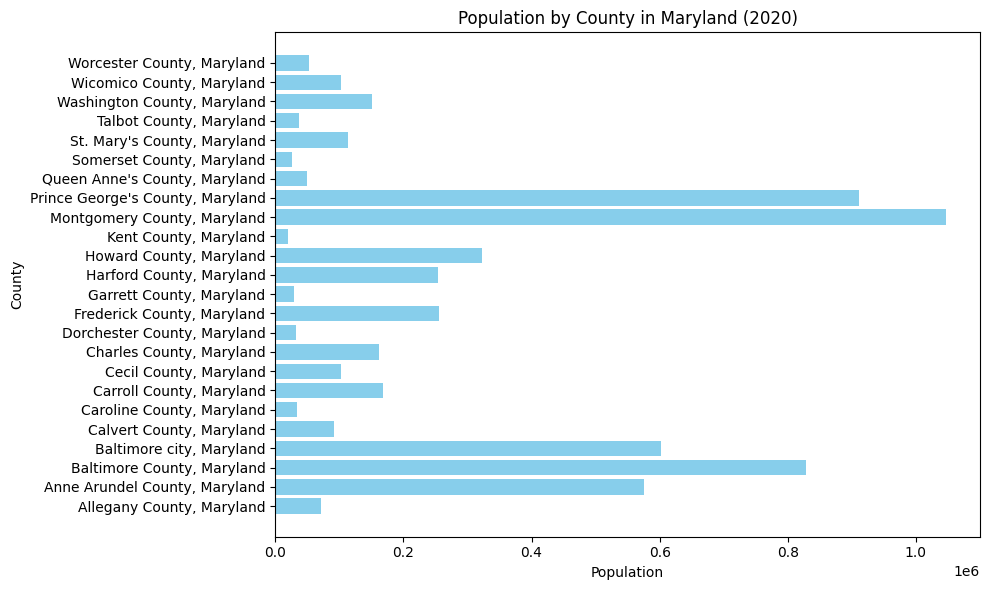 Population by County in Maryland (2020)
Worcester County, Maryland
Wicomico County, Maryland
Washington County, Maryland
Talbot County, Maryland
St. Mary's County, Maryland
Somerset County, Maryland
Queen Anne's County, Maryland
Prince George's County, Maryland
Montgomery County, Maryland
Kent County, Maryland
Howard County, Maryland
Harford County, Maryland
Garrett County, Maryland
Frederick County, Maryland
Dorchester County, Maryland
Charles County, Maryland
Cecil County, Maryland
Carroll County, Maryland
Caroline County, Maryland
Calvert County, Maryland
Baltimore city, Maryland
Baltimore County, Maryland
Anne Arundel County, Maryland
Allegany County, Maryland
County
0.0 0.2 0.4 0.6 0.8 1.0
1e6
Population